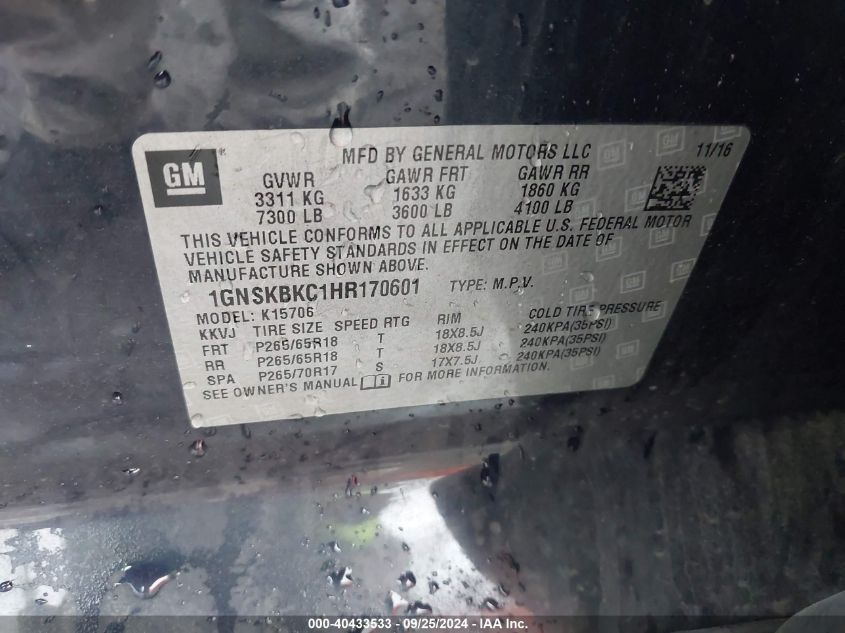 GM ® MFD BY GENERAL MOTORS LLC 11/16
GVWR GAWR FRT GAWR RR
3311 KG 1633 KG 1860 KG
7300 LB 3600 LB 4100 LB
THIS VEHICLE CONFORMS TO ALL APPLICABLE U.S. FEDERAL MOTOR
VEHICLE SAFETY STANDARDS IN EFFECT ON THE DATE OF
MANUFACTURE SHOWN ABOVE.
1GNSKBKC1HR170601 TYPE: M.P.V.
MODEL: K15706
KKVJ TIRE SIZE SPEED RTG RIM COLD TIRE PRESSURE
FRT P265/65R18 T 18X8.5J 240KPA(35PSI)
RR P265/65R18 T 18X8.5J 240KPA(35PSI)
SPA P265/70R17 S 17X7.5J 240KPA(35PSI)
SEE OWNER'S MANUAL FOR MORE INFORMATION.
000-40433533 - 09/25/2024 - IAA Inc.